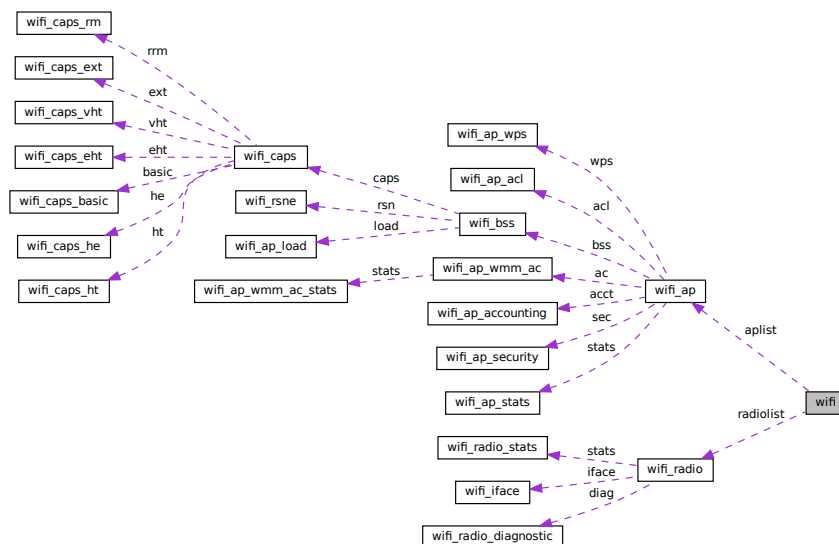 wifi_caps_rm
rrm
wifi_caps_ext
ext
wifi_caps_vht
vht
wifi_ap_wps
wps
wifi_caps_eht
eht
wifi_caps
basic
caps
wifi_ap_acl
acl
wifi_caps_basic
he
wifi_rsne
rsn
wifi_bss
load
bss
ht
wifi_caps_he
wifi_ap_load
stats
wifi_ap_wmm_ac
ac
wifi_caps_ht
wifi_ap_wmm_ac_stats
acct
wifi_ap
wifi_ap_accounting
sec
aplist
stats
wifi_ap_security
wifi_ap_stats
wifi
radiolist
wifi_radio_stats
stats
iface
wifi_radio
wifi_iface
diag
wifi_radio_diagnostic